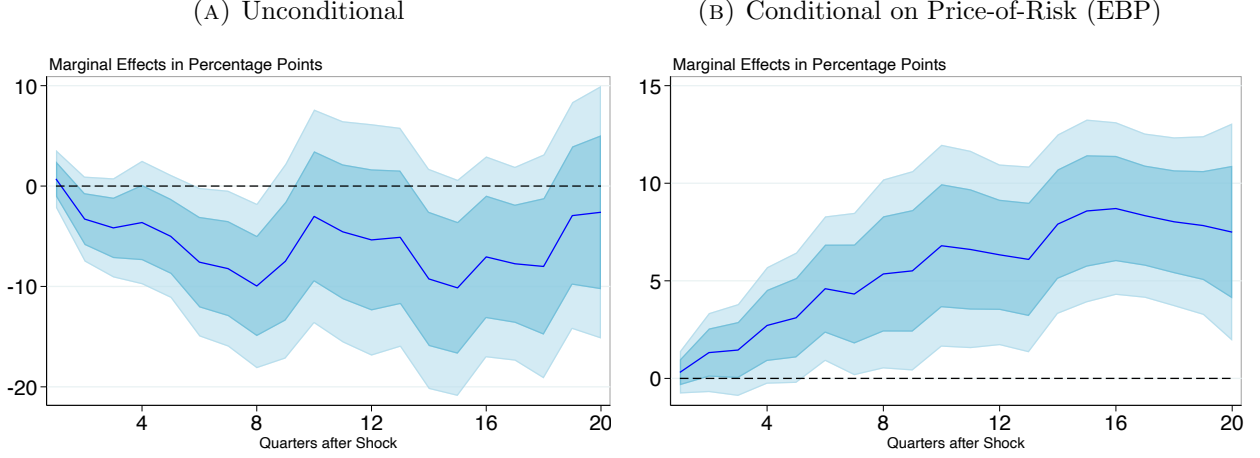 (A) Unconditional
Marginal Effects in Percentage Points
10
0
-10
-20
4 8 12 16 20
Quarters after Shock
(B) Conditional on Price-of-Risk (EBP)
Marginal Effects in Percentage Points
15
10
5
0
4 8 12 16 20
Quarters after Shock